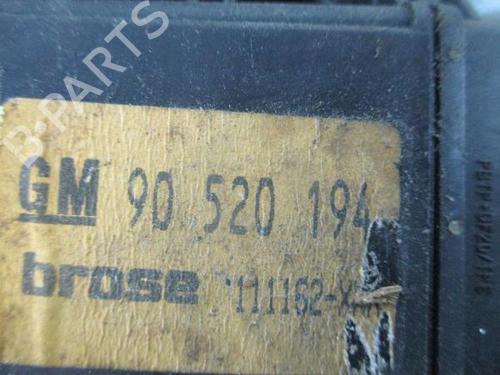 B-PARTS
GM 90 520 194
brose 111162-
N